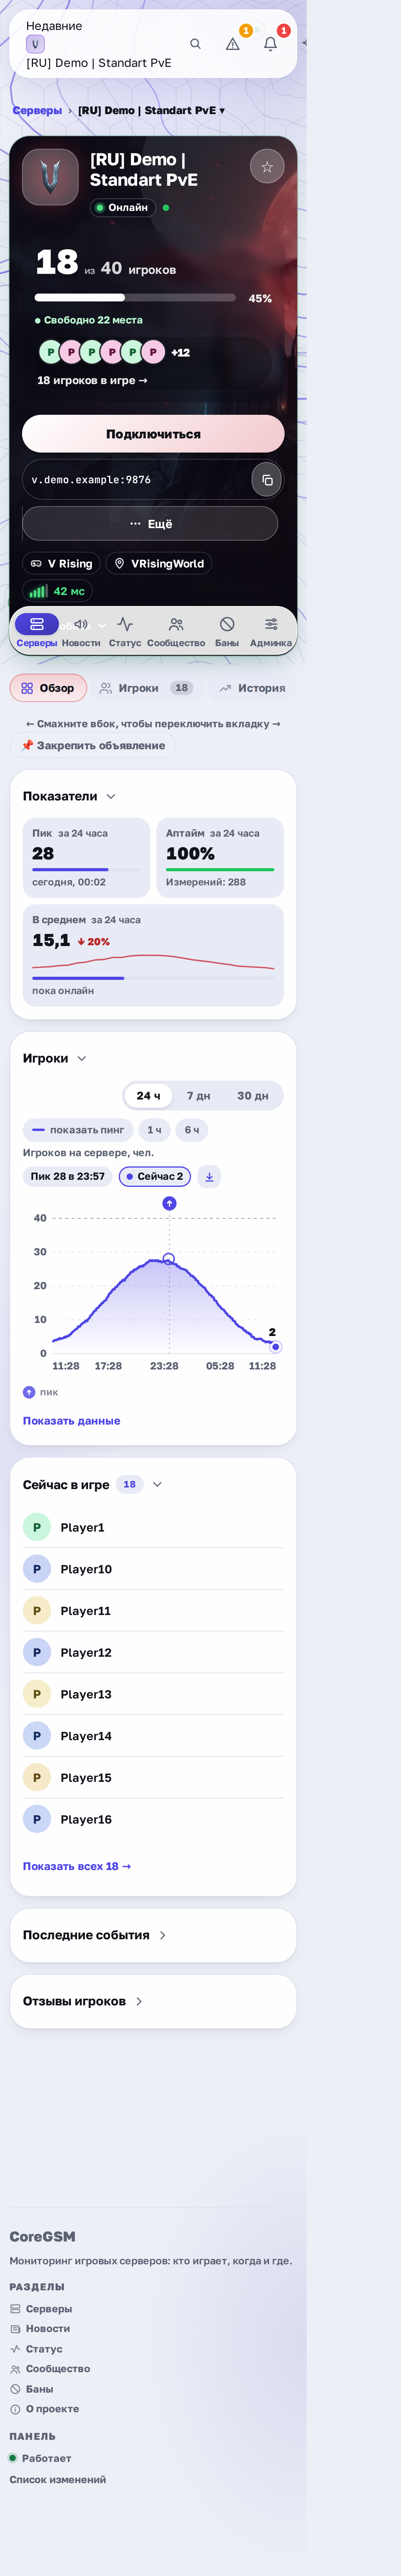 Недавние
[RU] Demo | Standart PvE
1
1
Серверы › [RU] Demo | Standart PvE ▾
[RU] Demo |
Standart PvE
Онлайн
18 из 40 игроков
45%
Свободно 22 места
P P P P P P +12
18 игроков в игре →
Подключиться
v.demo.example:9876
··· Ещё
V Rising
VRisingWorld
42 мс
Серверы
Новости
Статус
Сообщество
Баны
Админка
Обзор
Игроки 18
История
← Смахните вбок, чтобы переключить вкладку →
📌 Закрепить объявление
Показатели
Пик за 24 часа
28
сегодня, 00:02
Аптайм за 24 часа
100%
Измерений: 288
В среднем за 24 часа
15,1 ↓ 20%
пока онлайн
Игроки
24 ч 7 дн 30 дн
показать пинг 1 ч 6 ч
Игроков на сервере, чел.
Пик 28 в 23:57
Сейчас 2
40
30
20
10
0
2
11:28 17:28 23:28 05:28 11:28
пик
Показать данные
Сейчас в игре 18
P Player1
P Player10
P Player11
P Player12
P Player13
P Player14
P Player15
P Player16
Показать всех 18 →
Последние события
Отзывы игроков
CoreGSM
Мониторинг игровых серверов: кто играет, когда и где.
РАЗДЕЛЫ
Серверы
Новости
Статус
Сообщество
Баны
О проекте
ПАНЕЛЬ
Работает
Список изменений